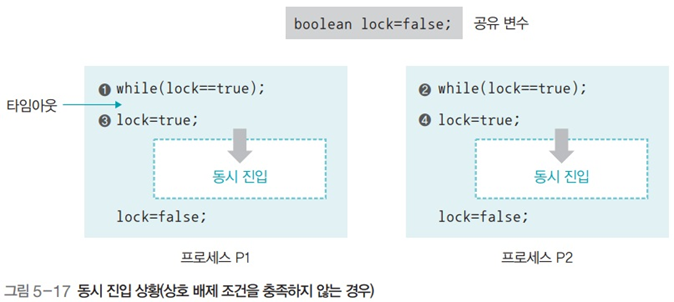 boolean lock=false; 공유 변수
타임아웃
❶ while(lock==true);
❸ lock=true;
동시 진입
lock=false;
프로세스 P1
❷ while(lock==true);
❹ lock=true;
동시 진입
lock=false;
프로세스 P2
그림 5-17 동시 진입 상황(상호 배제 조건을 충족하지 않는 경우)